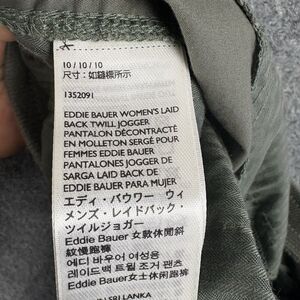 10 / 10 / 10
尺寸：如縫標所示
1352091
EDDIE BAUER WOMEN'S LAID
BACK TWILL JOGGER
PANTALON DÉCONTRACTÉ
EN MOLLETON SERGÉ POUR
FEMMES EDDIE BAUER
PANTALONES JOGGER DE
SARGA LAID BACK DE
EDDIE BAUER PARA MUJER
エディ・バウワー ウィ
メンズ・レイドバック・
ツイルジョガー
Eddie Bauer 女款休閒斜
紋慢跑褲
에디 바우어 여성용
레이드백 트윌 조거 팬츠
Eddie Bauer女士休闲裤
SRI LANKA